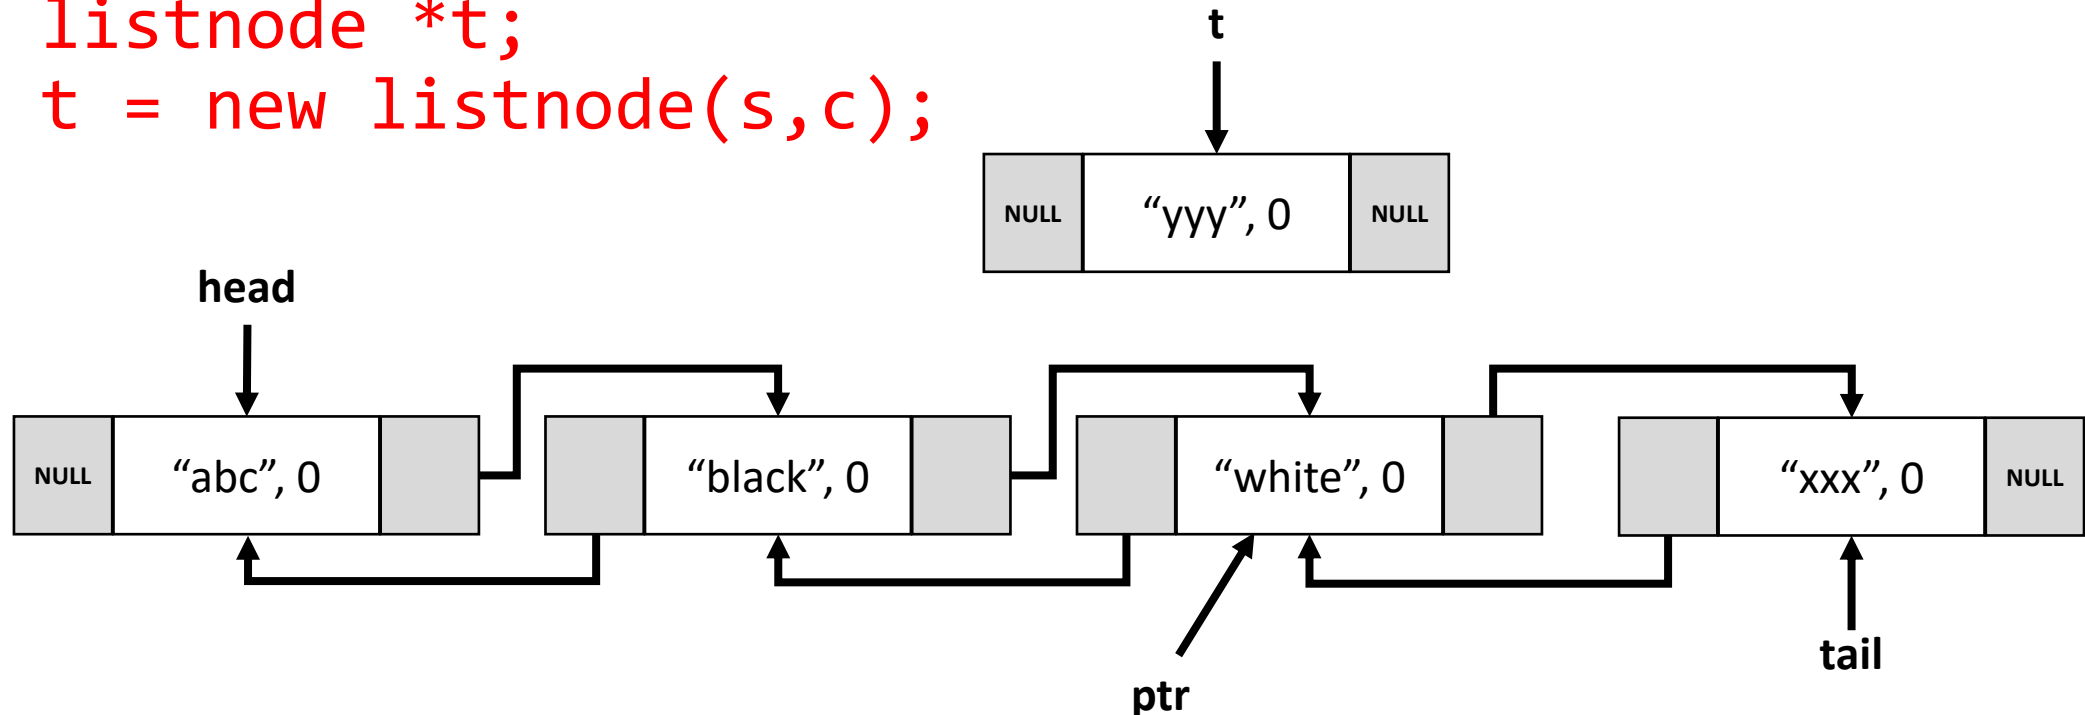 listnode *t;
t = new listnode(s,c);
t
NULL “yyy”, 0 NULL
head
NULL “abc”, 0 “black”, 0 “white”, 0 “xxx”, 0 NULL
tail
ptr